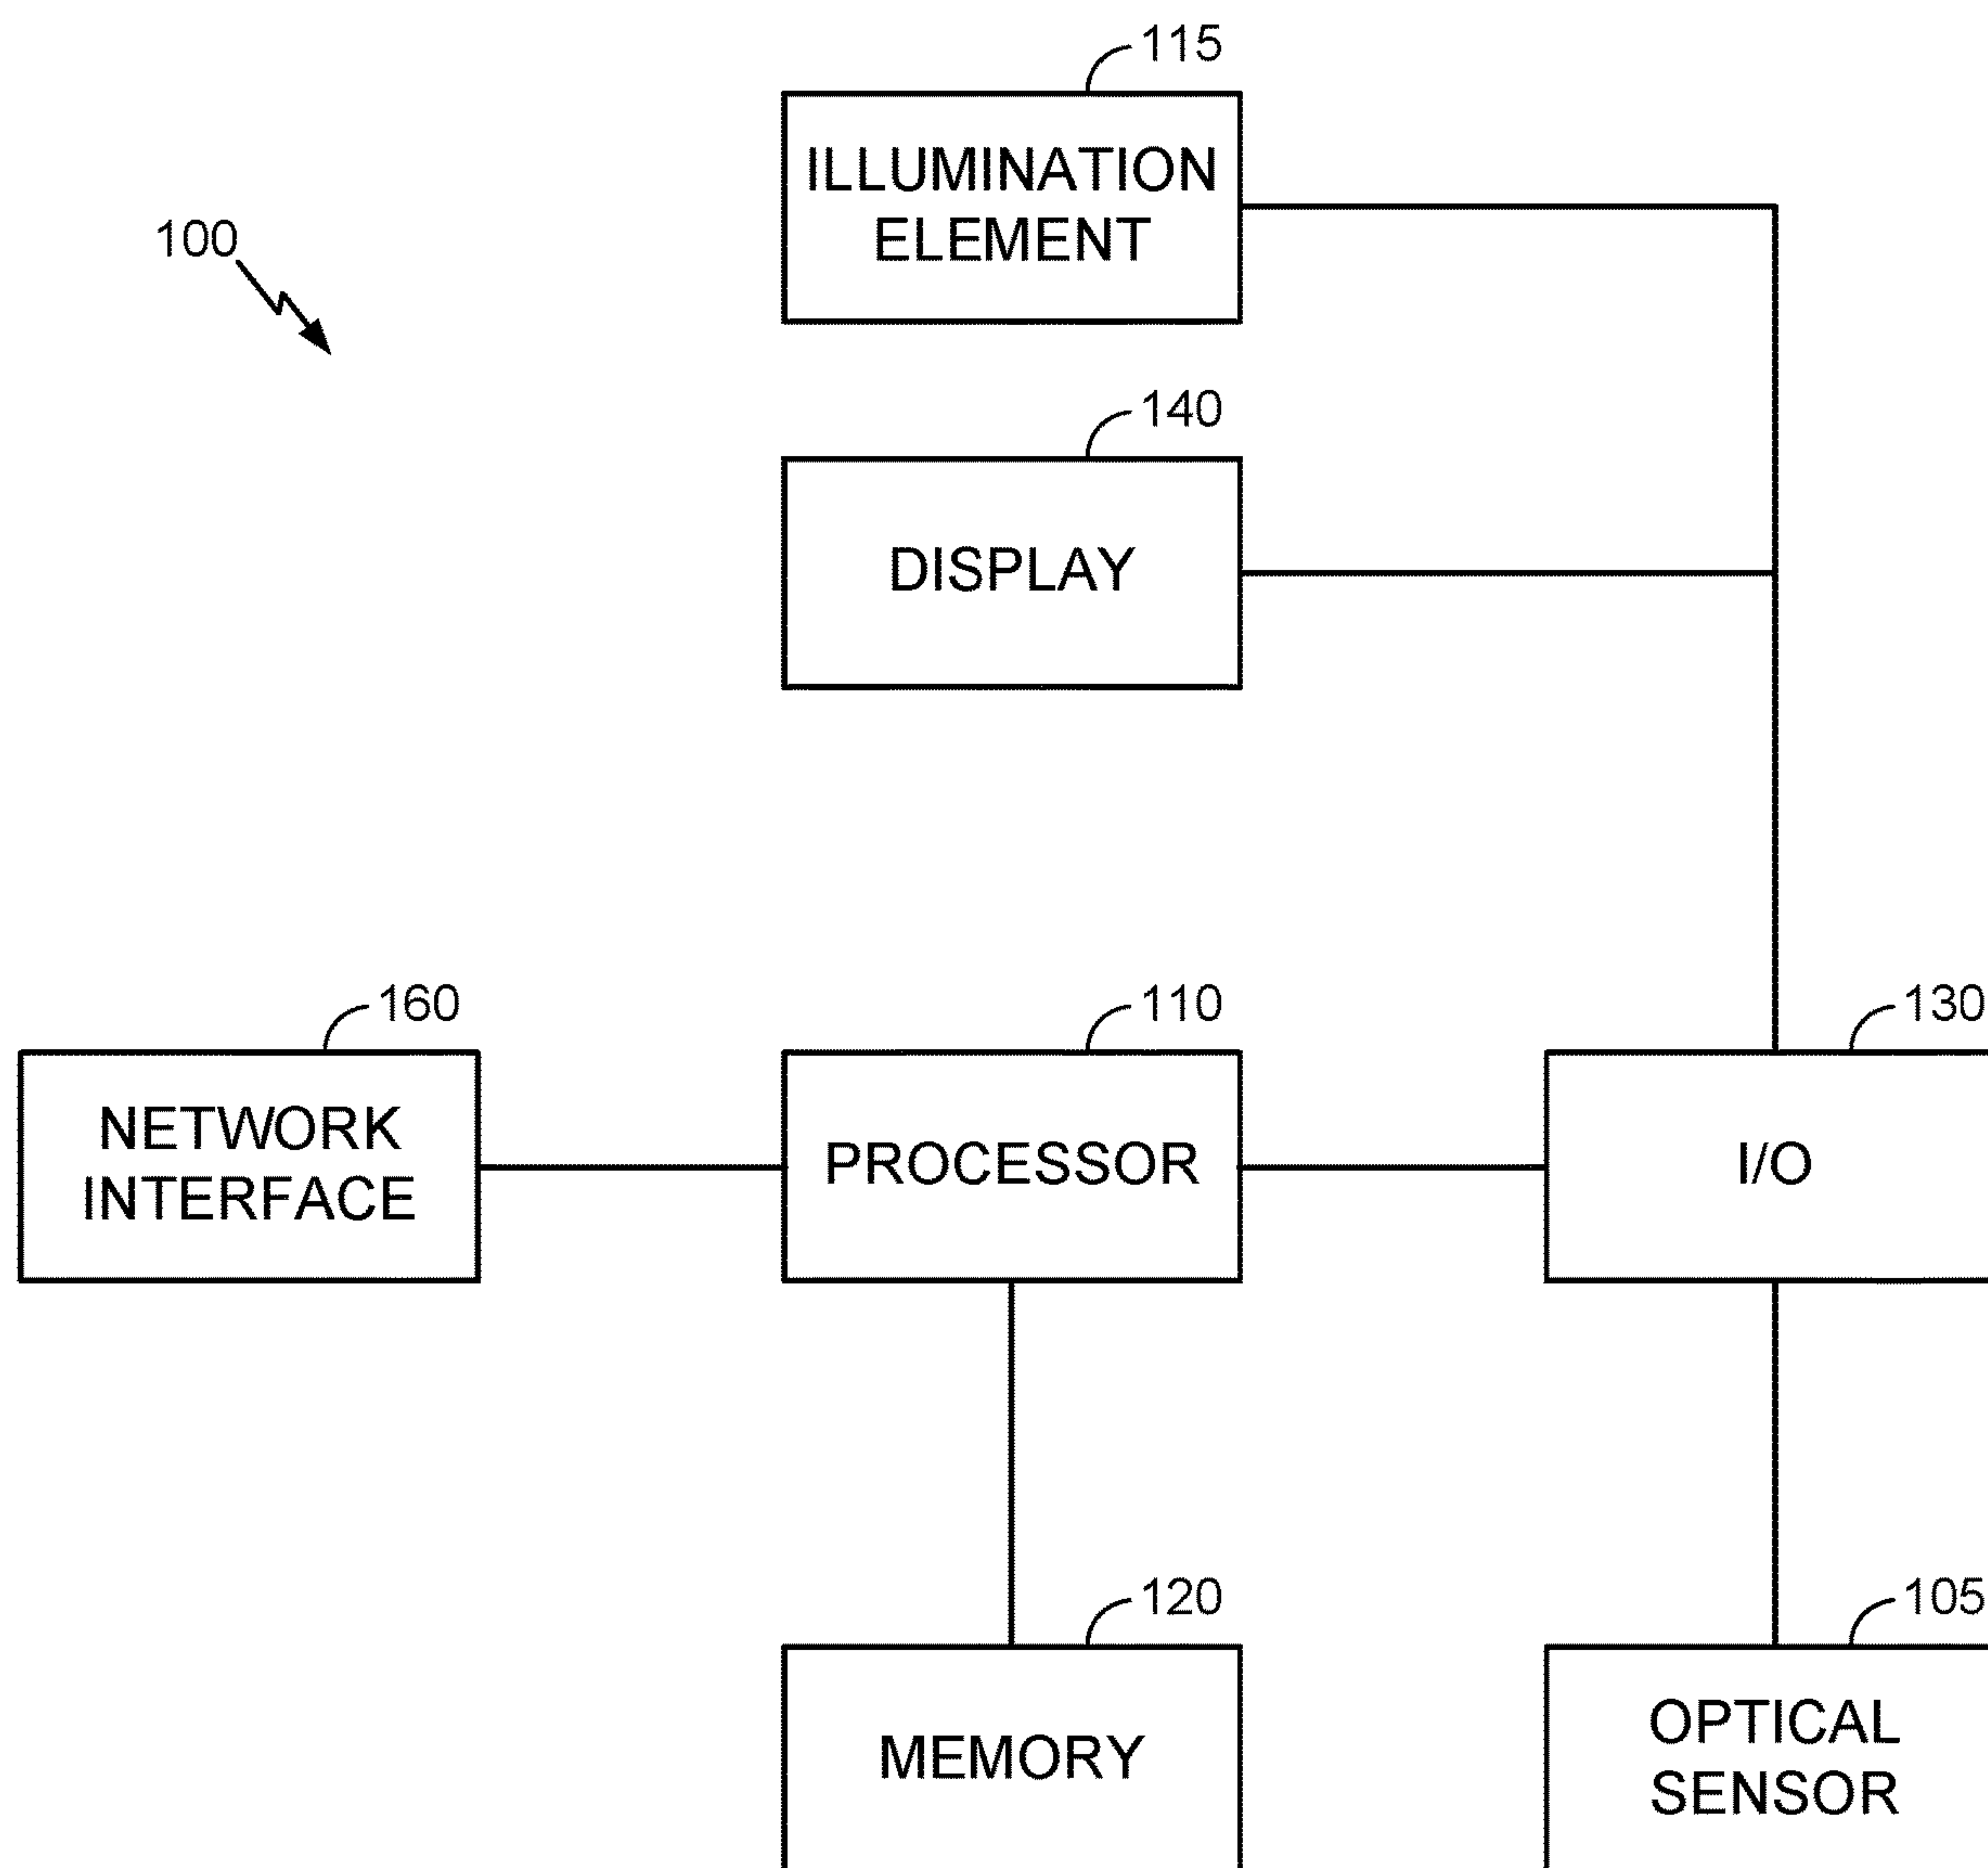 115
ILLUMINATION
ELEMENT
100
140
DISPLAY
160
110
130
NETWORK
INTERFACE
PROCESSOR
I/O
120
105
MEMORY
OPTICAL
SENSOR